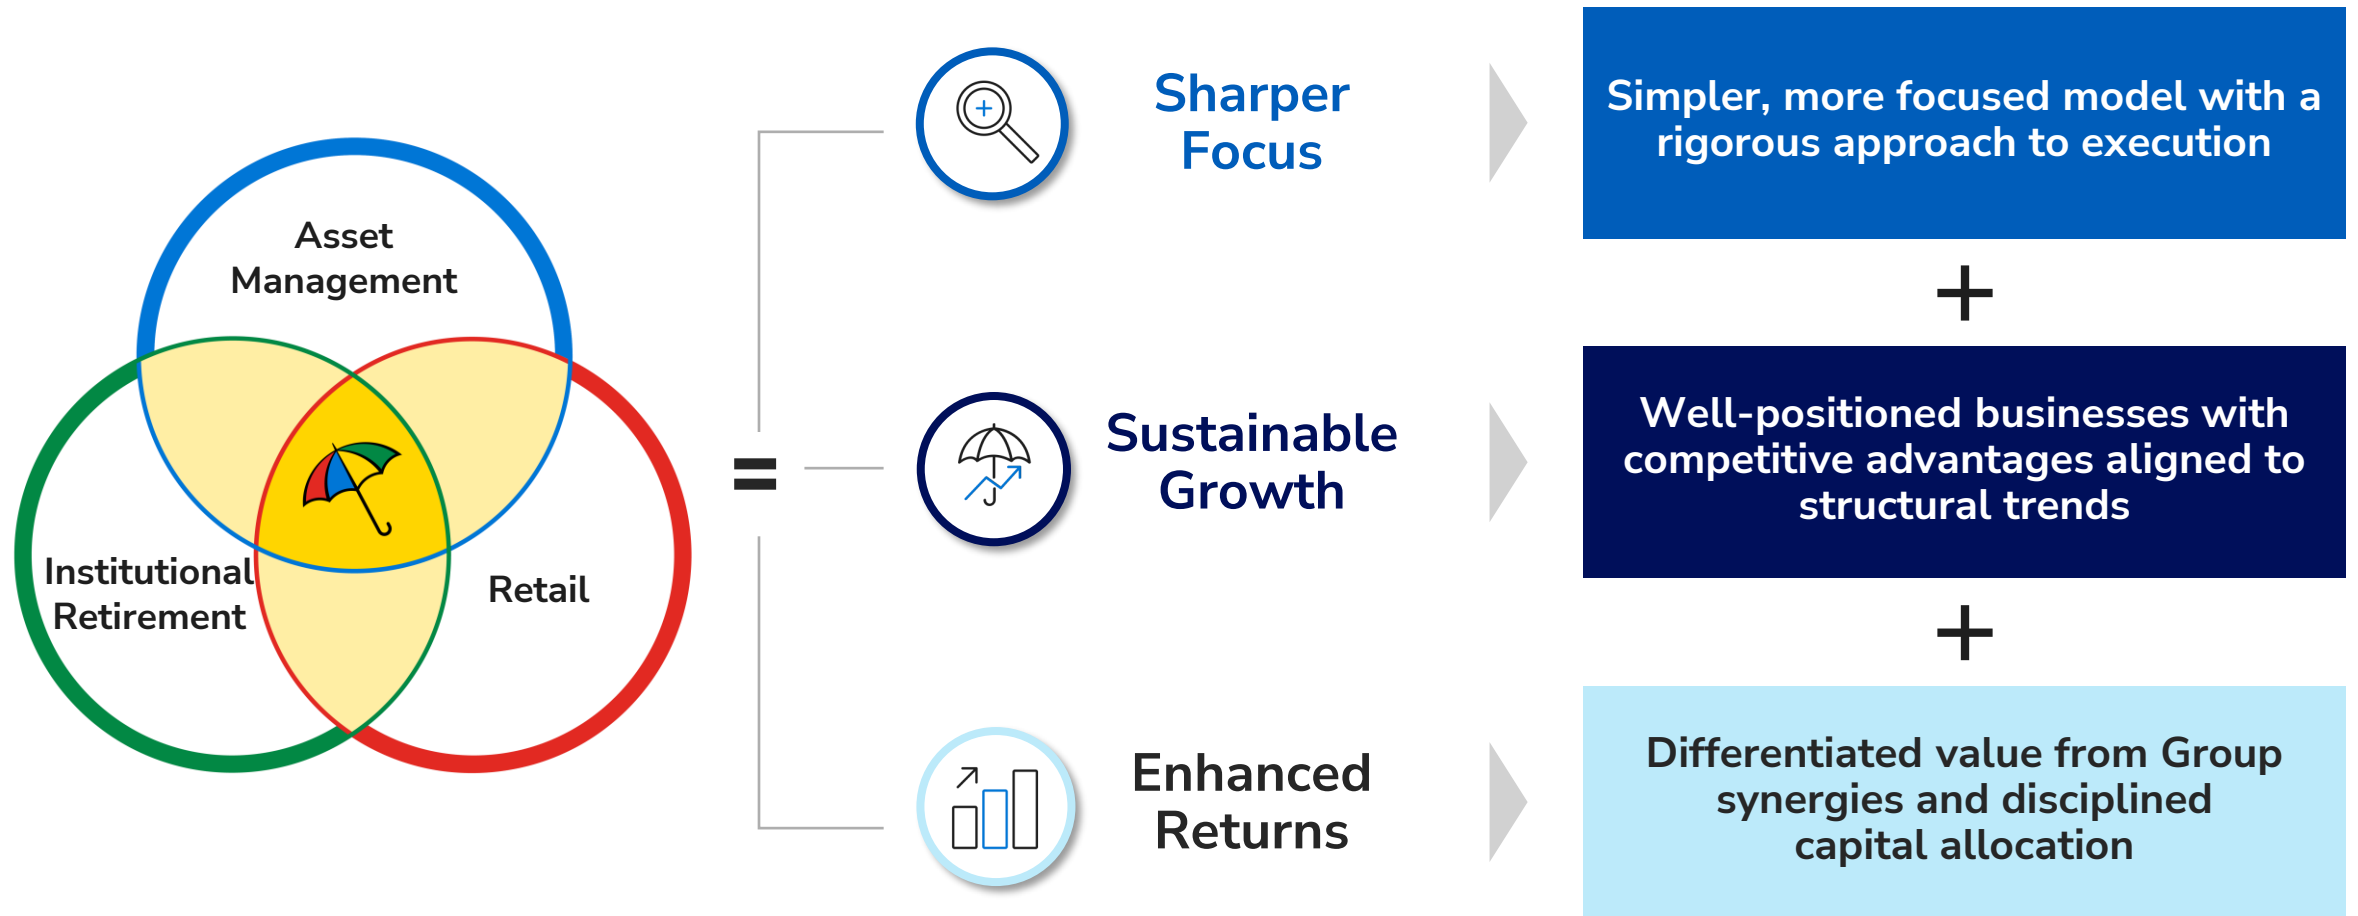 Asset
Management
Institutional
Retirement
Retail
=
Sharper
Focus
Simpler, more focused model with a
rigorous approach to execution
+
Sustainable
Growth
Well-positioned businesses with
competitive advantages aligned to
structural trends
+
Enhanced
Returns
Differentiated value from Group
synergies and disciplined
capital allocation